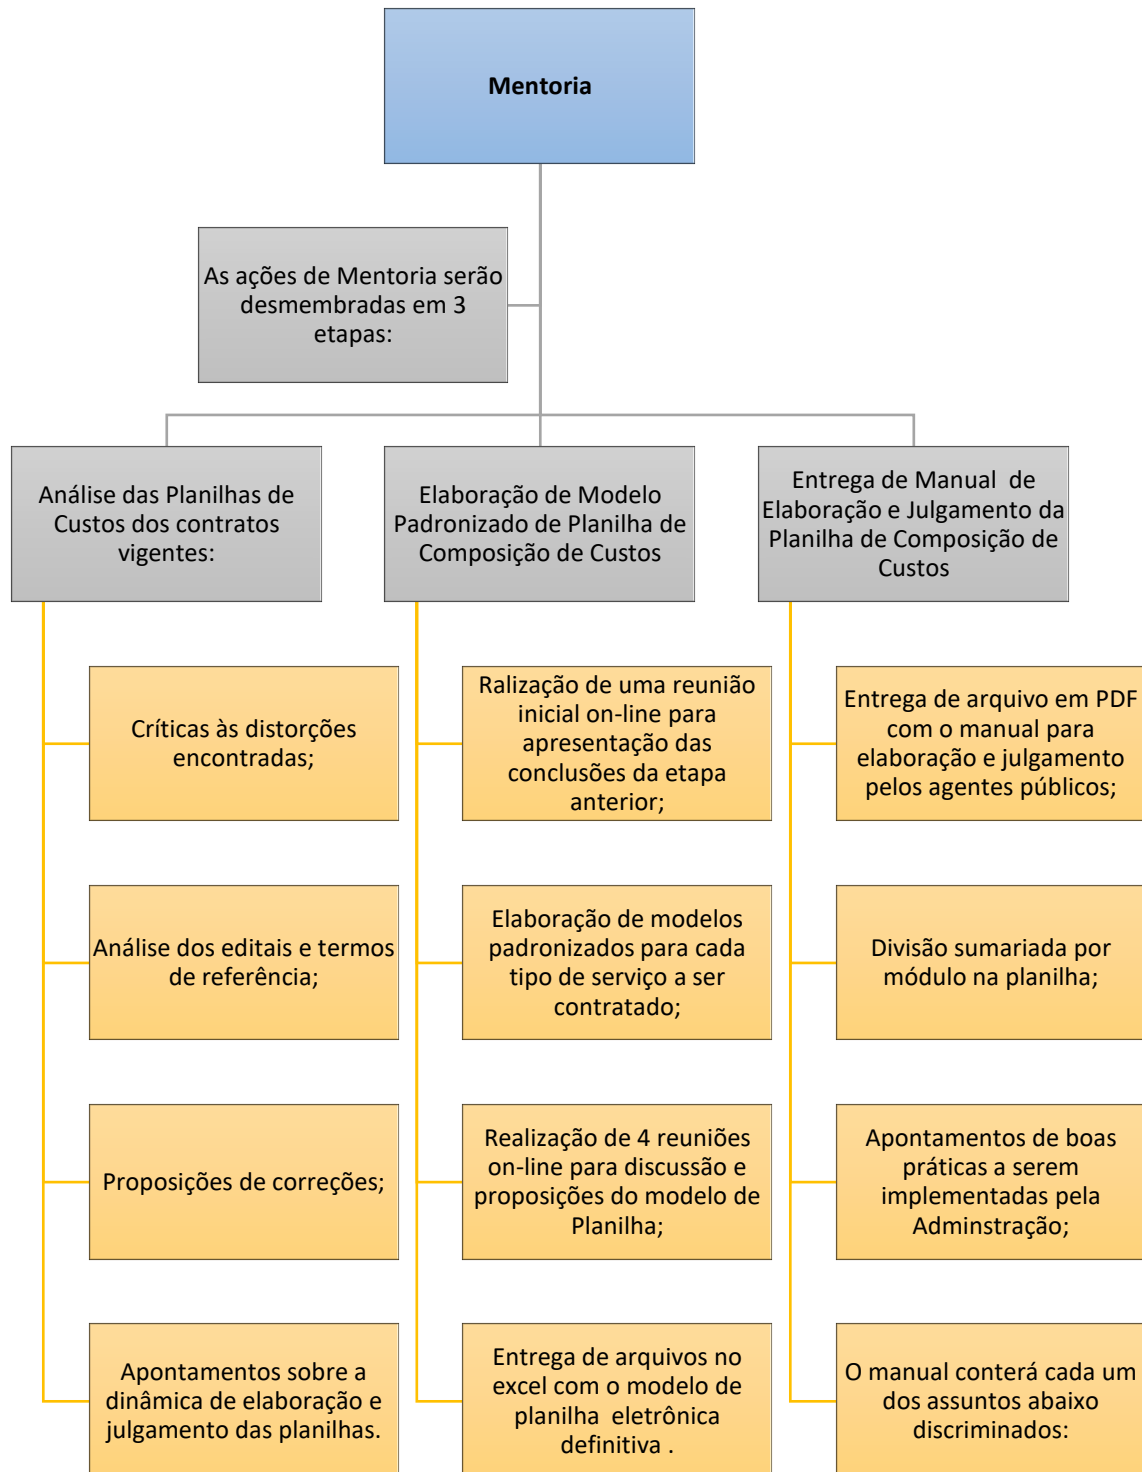 Mentoria
As ações de Mentoria serão
desmembradas em 3
etapas:
Análise das Planilhas de
Custos dos contratos
vigentes:
Críticas às distorções
encontradas;
Análise dos editais e termos
de referência;
Proposições de correções;
Apontamentos sobre a
dinâmica de elaboração e
julgamento das planilhas.
Elaboração de Modelo
Padronizado de Planilha de
Composição de Custos
Ralização de uma reunião
inicial on-line para
apresentação das
conclusões da etapa
anterior;
Elaboração de modelos
padronizados para cada
tipo de serviço a ser
contratado;
Realização de 4 reuniões
on-line para discussão e
proposições do modelo de
Planilha;
Entrega de arquivos no
excel com o modelo de
planilha  eletrônica
definitiva .
Entrega de Manual  de
Elaboração e Julgamento da
Planilha de Composição de
Custos
Entrega de arquivo em PDF
com o manual para
elaboração e julgamento
pelos agentes públicos;
Divisão sumariada por
módulo na planilha;
Apontamentos de boas
práticas a serem
implementadas pela
Adminstração;
O manual conterá cada um
dos assuntos abaixo
discriminados: